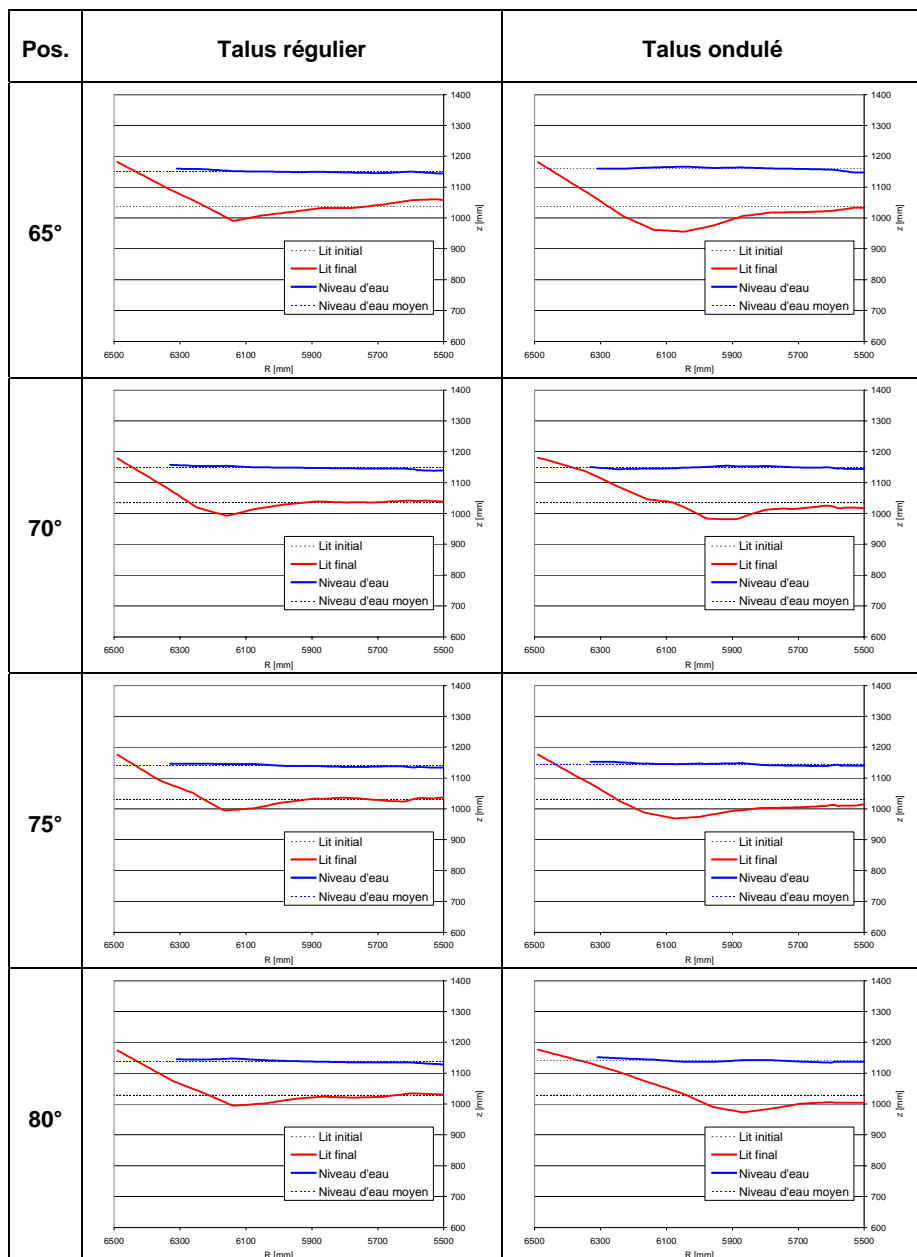 Pos. Talus régulier Talus ondulé
65°
1400
1300
1200
1100
1000
900
800
700
600
z [mm]
Lit initial
Lit final
Niveau d'eau
Niveau d'eau moyen
6500 6300 6100 5900 5700 5500
R [mm]
1400
1300
1200
1100
1000
900
800
700
600
z [mm]
Lit initial
Lit final
Niveau d'eau
Niveau d'eau moyen
6500 6300 6100 5900 5700 5500
R [mm]
70°
1400
1300
1200
1100
1000
900
800
700
600
z [mm]
Lit initial
Lit final
Niveau d'eau
Niveau d'eau moyen
6500 6300 6100 5900 5700 5500
R [mm]
1400
1300
1200
1100
1000
900
800
700
600
z [mm]
Lit initial
Lit final
Niveau d'eau
Niveau d'eau moyen
6500 6300 6100 5900 5700 5500
R [mm]
75°
1400
1300
1200
1100
1000
900
800
700
600
z [mm]
Lit initial
Lit final
Niveau d'eau
Niveau d'eau moyen
6500 6300 6100 5900 5700 5500
R [mm]
1400
1300
1200
1100
1000
900
800
700
600
z [mm]
Lit initial
Lit final
Niveau d'eau
Niveau d'eau moyen
6500 6300 6100 5900 5700 5500
R [mm]
80°
1400
1300
1200
1100
1000
900
800
700
600
z [mm]
Lit initial
Lit final
Niveau d'eau
Niveau d'eau moyen
6500 6300 6100 5900 5700 5500
R [mm]
1400
1300
1200
1100
1000
900
800
700
600
z [mm]
Lit initial
Lit final
Niveau d'eau
Niveau d'eau moyen
6500 6300 6100 5900 5700 5500
R [mm]